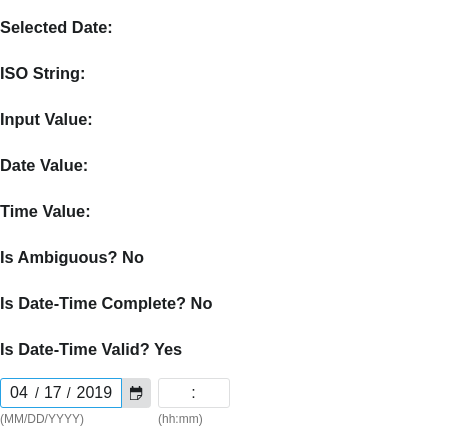 Selected Date:
ISO String:
Input Value:
Date Value:
Time Value:
Is Ambiguous? No
Is Date-Time Complete? No
Is Date-Time Valid? Yes
04 / 17 / 2019 :
(MM/DD/YYYY) (hh:mm)